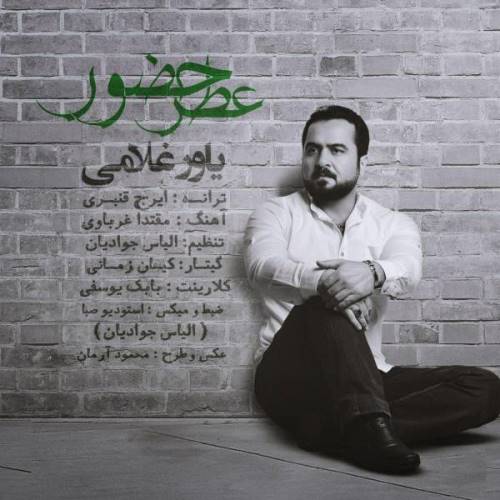 عطر حضور
یاور غلامی
ترانه : ایرج قنبری
آهنگ : مقتدا غرباوی
تنظیم: الیاس جوادیان
گیتار: کیسان زمانی
کلارینت : بابک یوسفی
ضبط و میکس : استودیو صبا
( الیاس جوادیان )
عکس و طرح : محمود آرمان